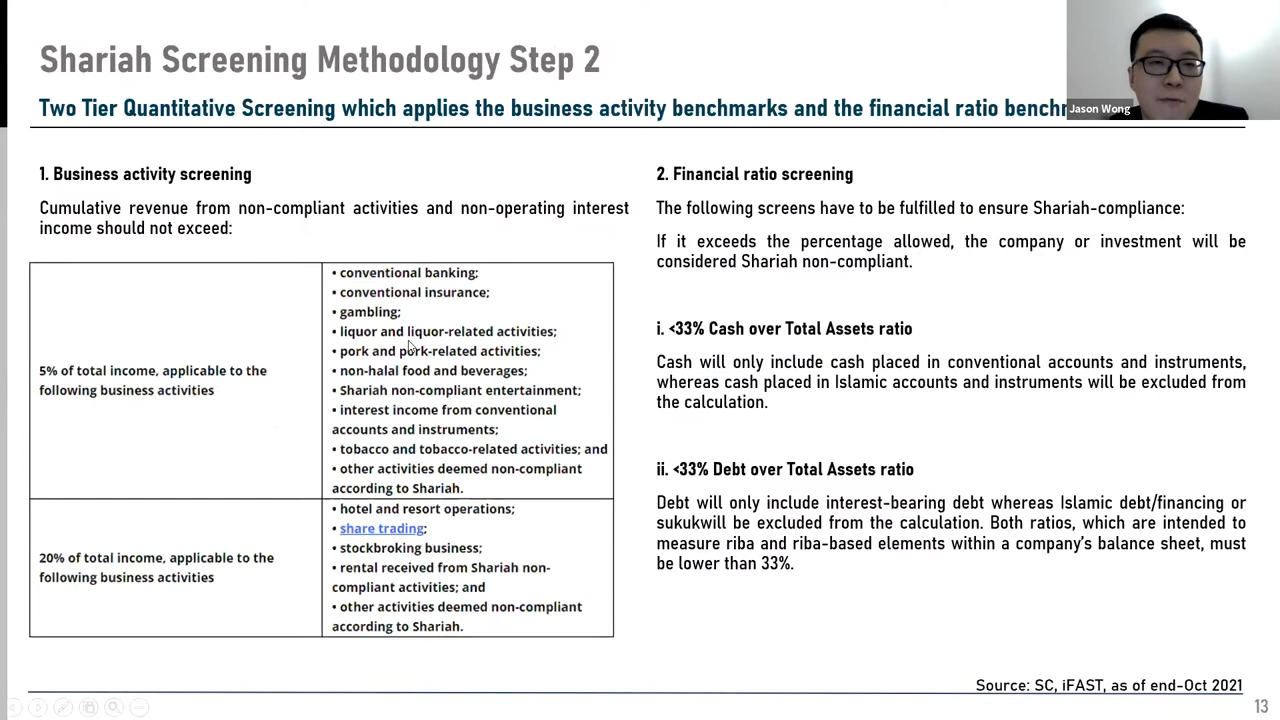 Shariah Screening Methodology Step 2
Two Tier Quantitative Screening which applies the business activity benchmarks and the financial ratio bench
Jason Wong
1. Business activity screening
Cumulative revenue from non-compliant activities and non-operating interest
income should not exceed:
5% of total income, applicable to the
following business activities
• conventional banking;
• conventional insurance;
• gambling;
• liquor and liquor-related activities;
• pork and pork-related activities;
• non-halal food and beverages;
• Shariah non-compliant entertainment;
• interest income from conventional
accounts and instruments;
• tobacco and tobacco-related activities; and
• other activities deemed non-compliant
according to Shariah.
20% of total income, applicable to the
following business activities
• hotel and resort operations;
• share trading;
• stockbroking business;
• rental received from Shariah non-
compliant activities; and
• other activities deemed non-compliant
according to Shariah.
2. Financial ratio screening
The following screens have to be fulfilled to ensure Shariah-compliance:
If it exceeds the percentage allowed, the company or investment will be
considered Shariah non-compliant.
i. <33% Cash over Total Assets ratio
Cash will only include cash placed in conventional accounts and instruments,
whereas cash placed in Islamic accounts and instruments will be excluded from
the calculation.
ii. <33% Debt over Total Assets ratio
Debt will only include interest-bearing debt whereas Islamic debt/financing or
sukukwill be excluded from the calculation. Both ratios, which are intended to
measure riba and riba-based elements within a company's balance sheet, must
be lower than 33%.
Source: SC, iFAST, as of end-Oct 2021
13